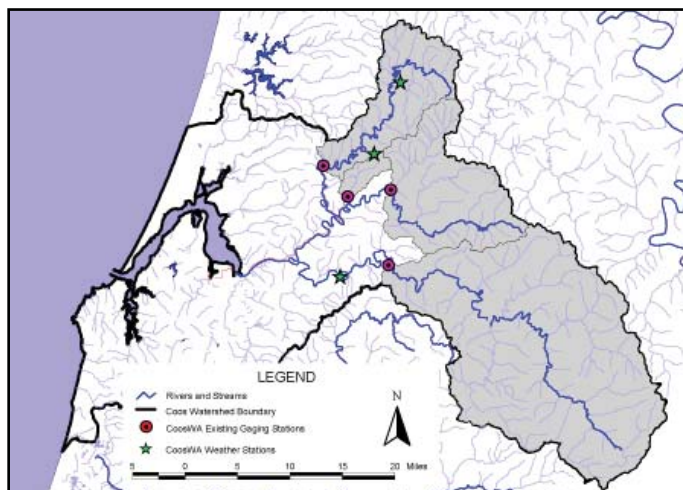 LEGEND
N
Rivers and Streams
Coos Watershed Boundary
CoosWA Existing Gaging Stations
CoosWA Weather Stations
5 0 5 10 15 20 Miles